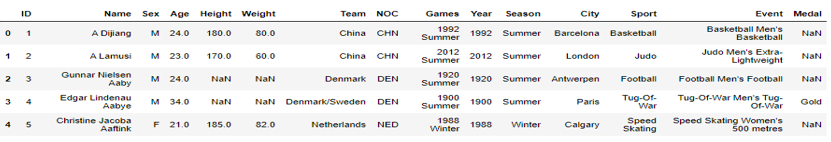 ID Name Sex Age Height Weight Team NOC Games Year Season City Sport Event Medal
0 1 A Dijiang M 24.0 180.0 80.0 China CHN 1992 Summer 1992 Summer Barcelona Basketball Basketball Men's Basketball NaN
1 2 A Lamusi M 23.0 170.0 60.0 China CHN 2012 Summer 2012 Summer London Judo Judo Men's Extra-Lightweight NaN
2 3 Gunnar Nielsen Aaby M 24.0 NaN NaN Denmark DEN 1920 Summer 1920 Summer Antwerpen Football Football Men's Football NaN
3 4 Edgar Lindenau Aabye M 34.0 NaN NaN Denmark/Sweden DEN 1900 Summer 1900 Summer Paris Tug-Of-War Tug-Of-War Men's Tug-Of-War Gold
4 5 Christine Jacoba Aaftink F 21.0 185.0 82.0 Netherlands NED 1988 Winter 1988 Winter Calgary Speed Skating Speed Skating Women's 500 metres NaN